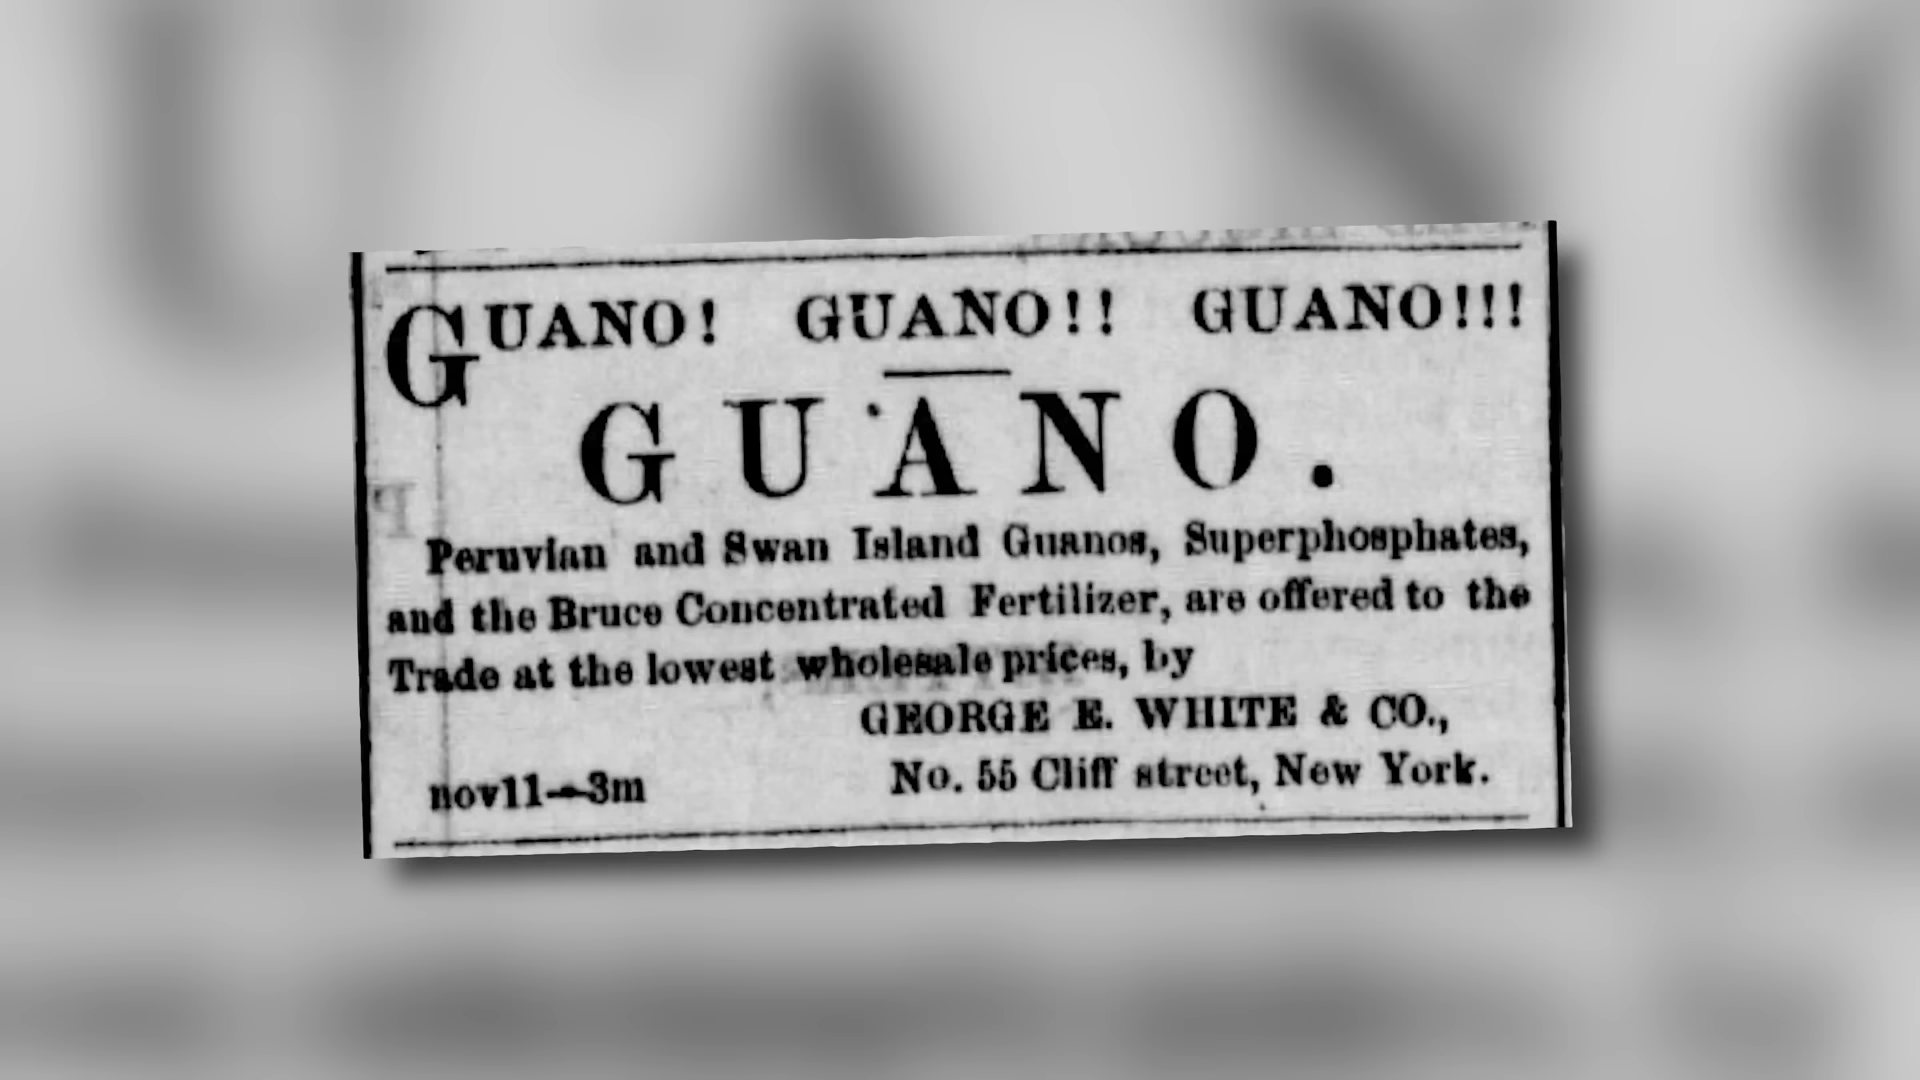 GUANO! GUANO!! GUANO!!!
GUANO.
Peruvian and Swan Island Guanos, Superphosphates,
and the Bruce Concentrated Fertilizer, are offered to the
Trade at the lowest wholesale prices, by
GEORGE E. WHITE & CO.,
nov11—3m No. 55 Cliff street, New York.